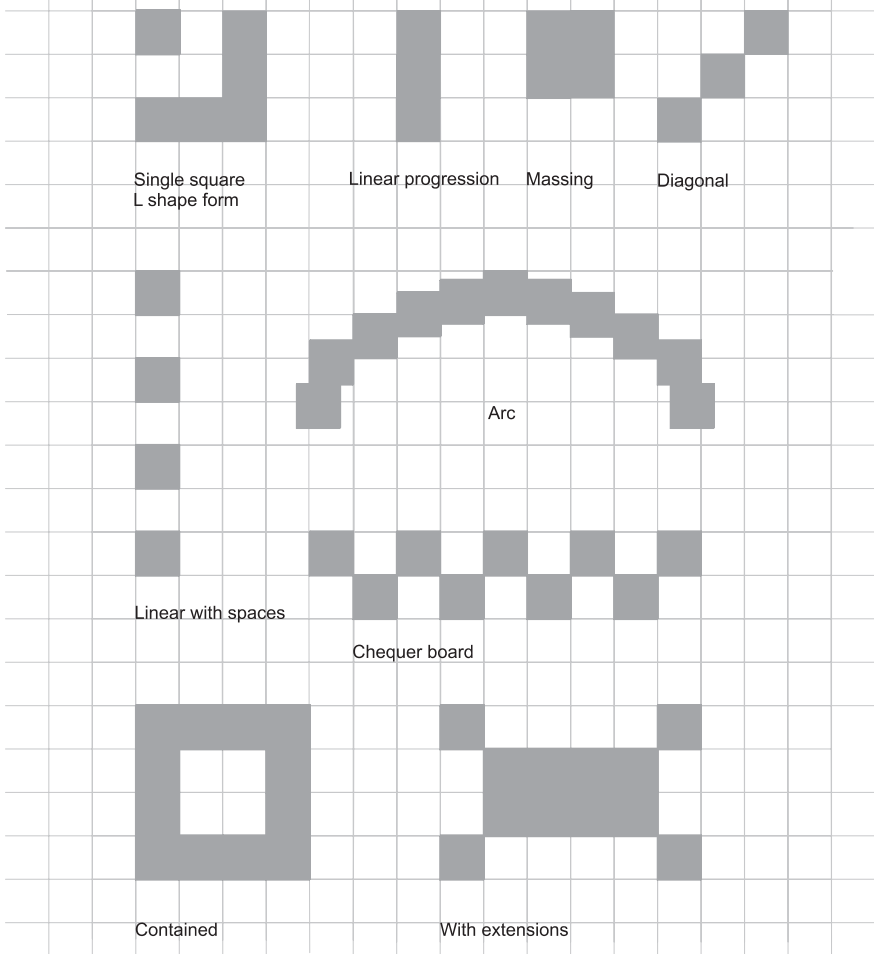 Single square
L shape form
Linear progression
Massing
Diagonal
Arc
Linear with spaces
Chequer board
Contained
With extensions